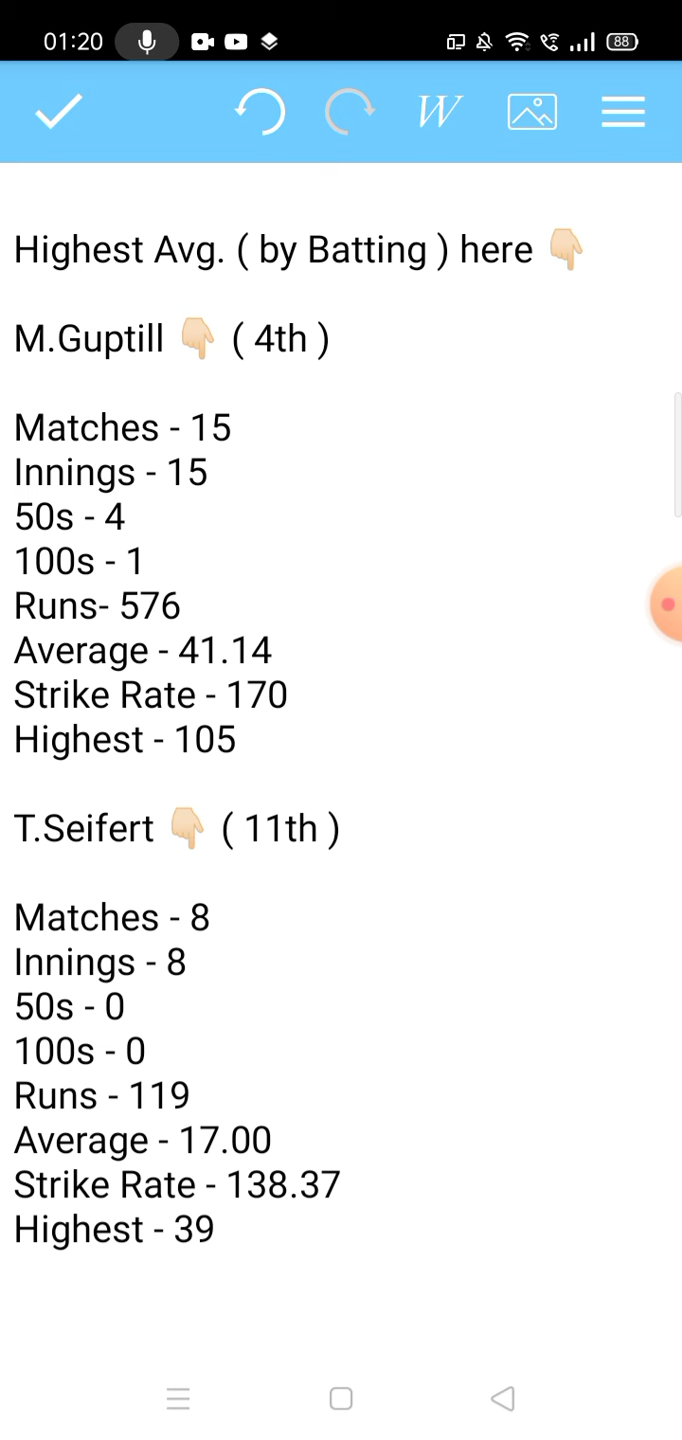 01:20
88
W
Highest Avg. ( by Batting ) here 👇🏻
M.Guptill 👇🏻 ( 4th )
Matches - 15
Innings - 15
50s - 4
100s - 1
Runs- 576
Average - 41.14
Strike Rate - 170
Highest - 105
T.Seifert 👇🏻 ( 11th )
Matches - 8
Innings - 8
50s - 0
100s - 0
Runs - 119
Average - 17.00
Strike Rate - 138.37
Highest - 39